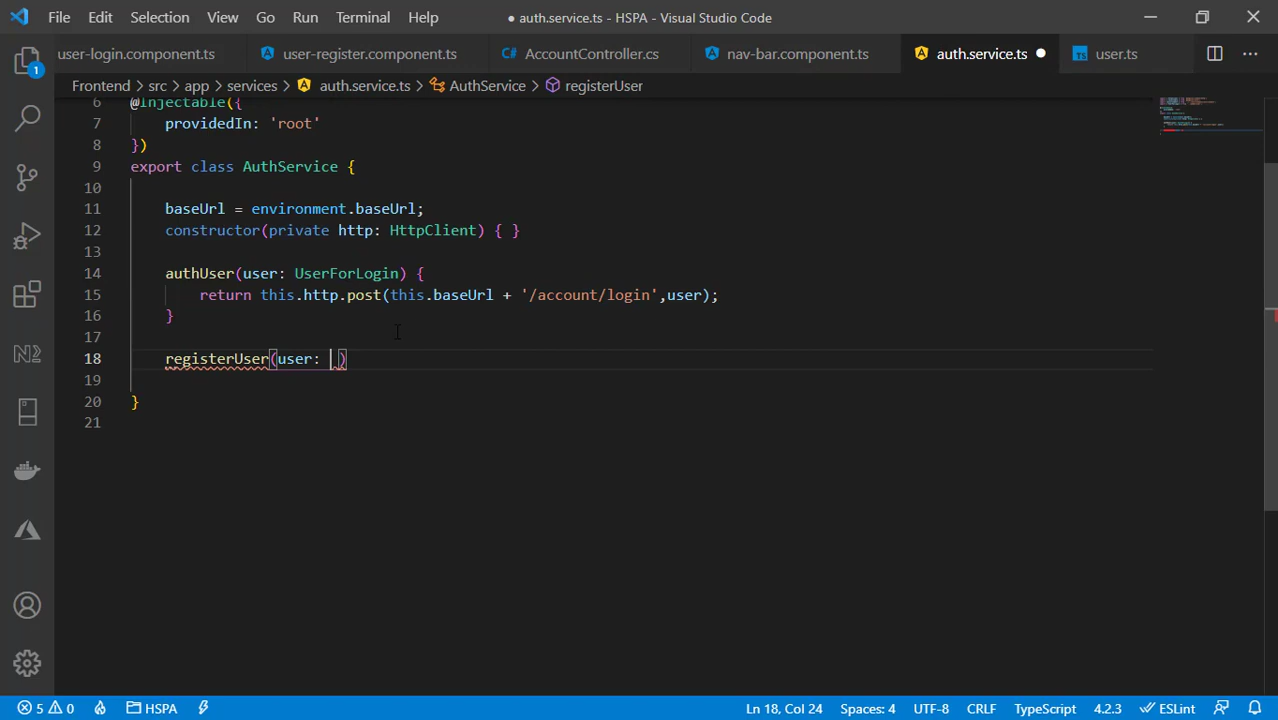 File Edit Selection View Go Run Terminal Help ● auth.service.ts - HSPA - Visual Studio Code
user-login.component.ts user-register.component.ts C# AccountController.cs nav-bar.component.ts auth.service.ts ● TS user.ts ···
1
Frontend > src > app > services > auth.service.ts > AuthService > registerUser
6 @Injectable({
7 providedIn: 'root'
8 })
9 export class AuthService {
10
11 baseUrl = environment.baseUrl;
12 constructor(private http: HttpClient) { }
13
14 authUser(user: UserForLogin) {
15 return this.http.post(this.baseUrl + '/account/login',user);
16 }
17
18 registerUser(user: )
19
20 }
21
5 0 HSPA Ln 18, Col 24 Spaces: 4 UTF-8 CRLF TypeScript 4.2.3 ESLint